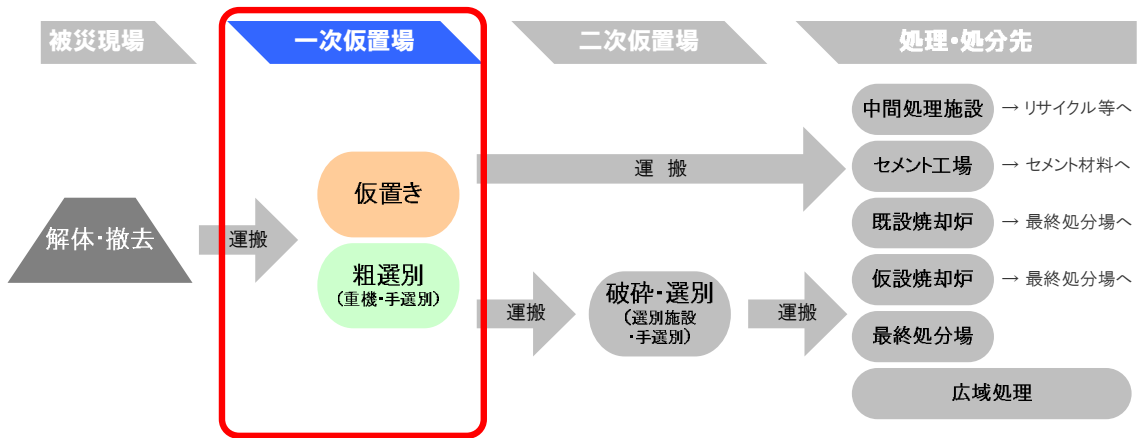 被災現場
一次仮置場
二次仮置場
処理・処分先
解体・撤去
運搬
仮置き
粗選別
(重機・手選別)
運 搬
運搬
破砕・選別
(選別施設
・手選別)
運搬
中間処理施設 → リサイクル等へ
セメント工場 → セメント材料へ
既設焼却炉 → 最終処分場へ
仮設焼却炉 → 最終処分場へ
最終処分場
広域処理